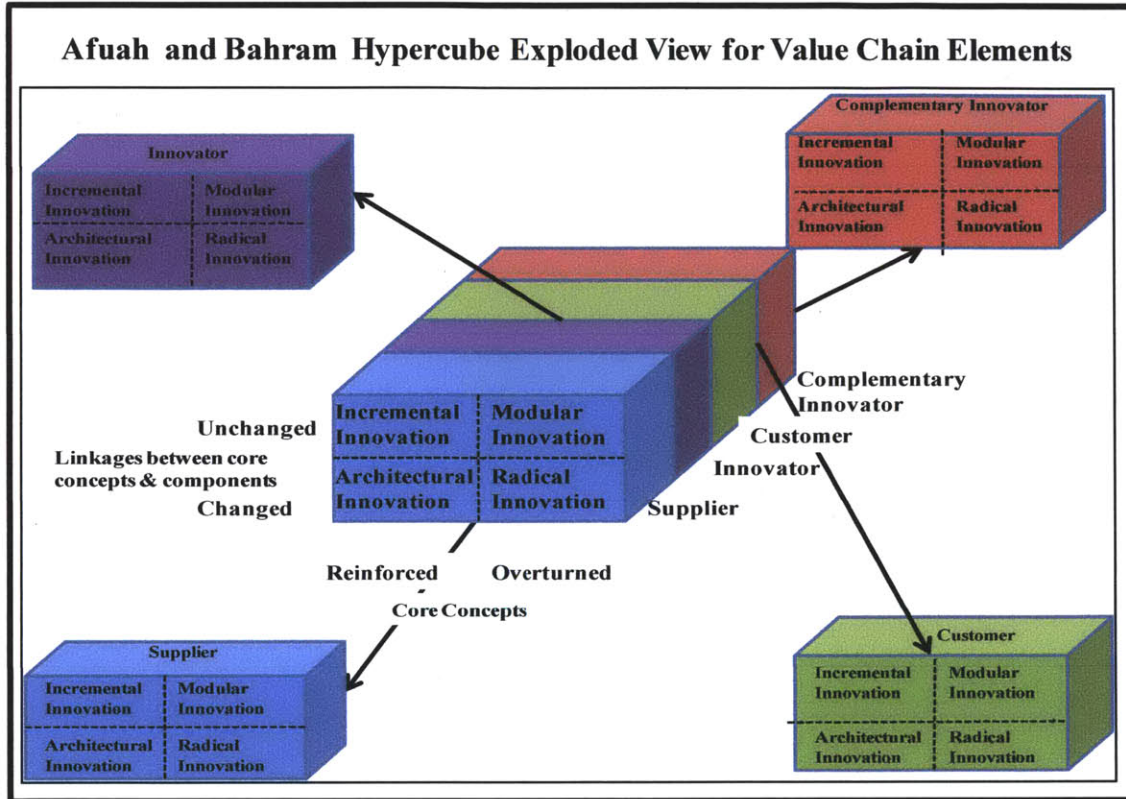 Afuah and Bahram Hypercube Exploded View for Value Chain Elements
Innovator
Incremental
Innovation
Modular
Innovation
Architectural
Innovation
Radical
Innovation
Complementary Innovator
Incremental
Innovation
Modular
Innovation
Architectural
Innovation
Radical
Innovation
Unchanged
Linkages between core
concepts & components
Changed
Incremental
Innovation
Modular
Innovation
Architectural
Innovation
Radical
Innovation
Complementary
Innovator
Customer
Innovator
Supplier
Reinforced
Overturned
Core Concepts
Supplier
Incremental
Innovation
Modular
Innovation
Architectural
Innovation
Radical
Innovation
Customer
Incremental
Innovation
Modular
Innovation
Architectural
Innovation
Radical
Innovation